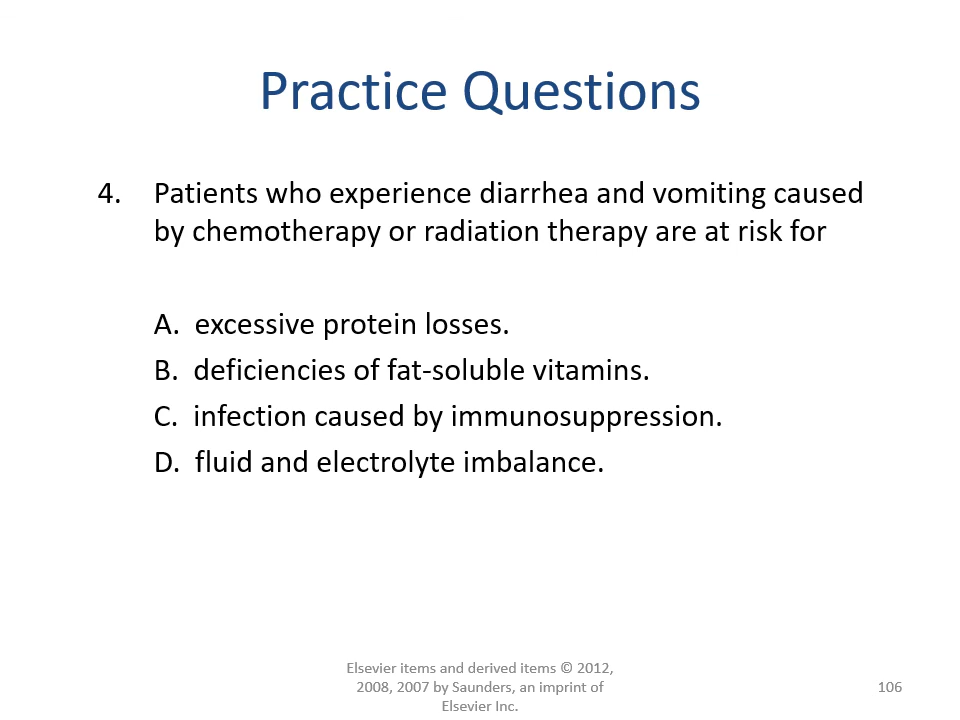 Practice Questions
4. Patients who experience diarrhea and vomiting caused
by chemotherapy or radiation therapy are at risk for
A. excessive protein losses.
B. deficiencies of fat-soluble vitamins.
C. infection caused by immunosuppression.
D. fluid and electrolyte imbalance.
Elsevier items and derived items © 2012,
2008, 2007 by Saunders, an imprint of
Elsevier Inc.
106